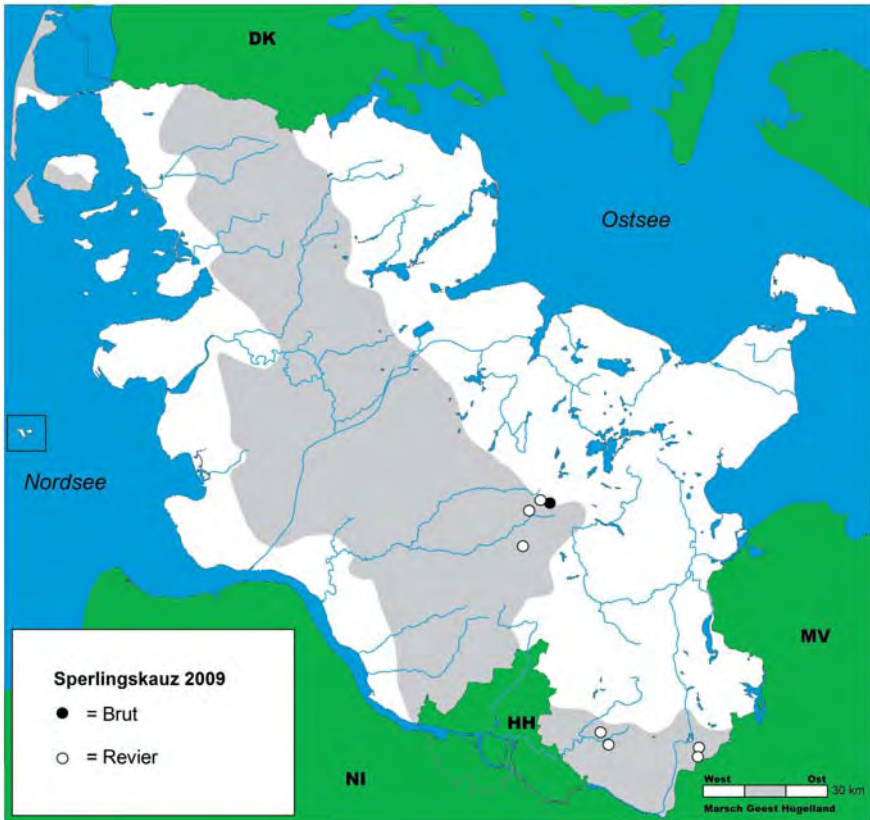 DK
Ostsee
Nordsee
MV
HH
NI
Sperlingskauz 2009
= Brut
= Revier
West Ost
30 km
Marsch Geest Hügelland